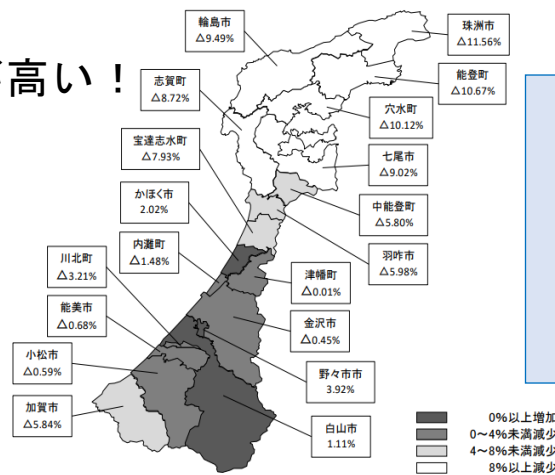 高い！
輪島市
△9.49%
珠洲市
△11.56%
志賀町
△8.72%
能登町
△10.67%
宝達志水町
△7.93%
穴水町
△10.12%
七尾市
△9.02%
かほく市
2.02%
中能登町
△5.80%
川北町
△3.21%
内灘町
△1.48%
羽咋市
△5.98%
能美市
△0.68%
津幡町
△0.01%
小松市
△0.59%
金沢市
△0.45%
加賀市
△5.84%
野々市市
3.92%
白山市
1.11%
0%以上増加
0～4%未満減少
4～8%未満減少
8%以上減少